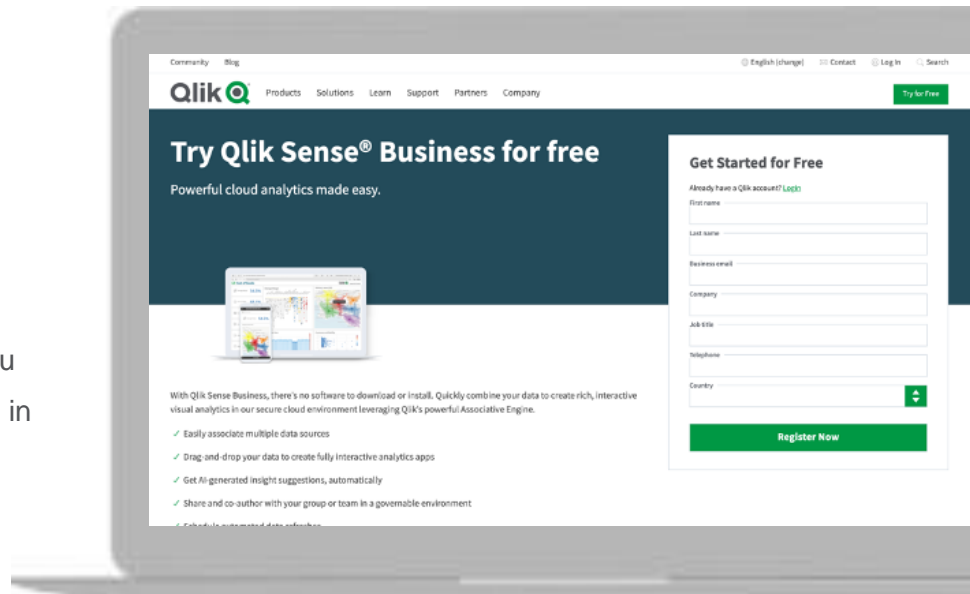 Community Blog English (change) Contact Log In Search
Qlik Products Solutions Learn Support Partners Company Try for Free
Try Qlik Sense® Business for free
Powerful cloud analytics made easy.
Get Started for Free
Already have a Qlik account? Login
First name
Last name
Business email
Company
Job title
Telephone
Country
Register Now
u
in
With Qlik Sense Business, there's no software to download or install. Quickly combine your data to create rich, interactive
visual analytics in our secure cloud environment leveraging Qlik's powerful Associative Engine.
✓ Easily associate multiple data sources
✓ Drag-and-drop your data to create fully interactive analytics apps
✓ Get AI-generated insight suggestions, automatically
✓ Share and co-author with your group or team in a governable environment
✓ Schedule automated data refreshes